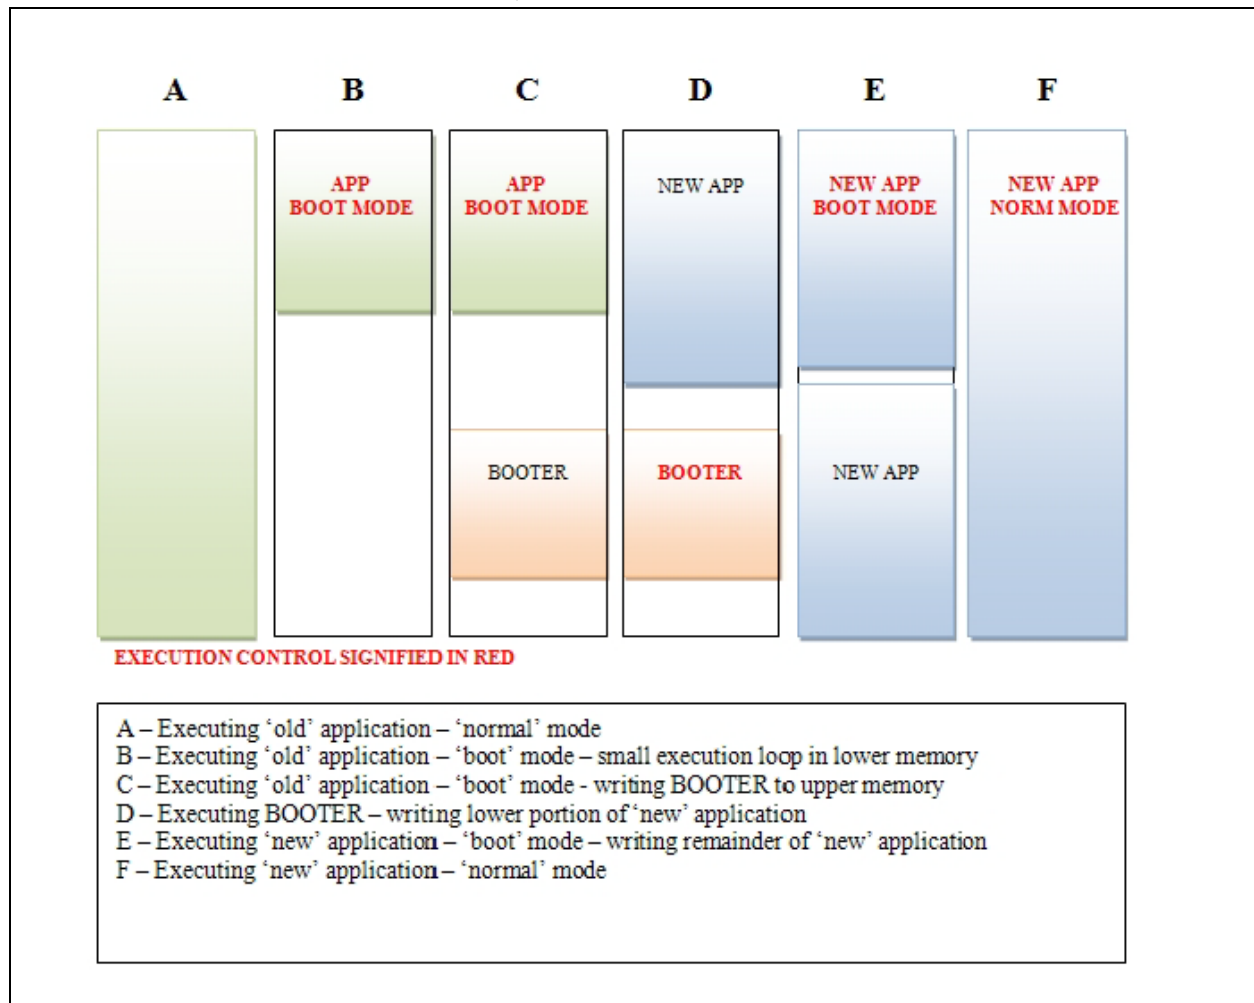 A B C D E F
APP
BOOT MODE
APP
BOOT MODE
NEW APP
NEW APP
BOOT MODE
NEW APP
NORM MODE
BOOTER
BOOTER
NEW APP
EXECUTION CONTROL SIGNIFIED IN RED
A – Executing ‘old’ application – ‘normal’ mode
B – Executing ‘old’ application – ‘boot’ mode – small execution loop in lower memory
C – Executing ‘old’ application – ‘boot’ mode - writing BOOTER to upper memory
D – Executing BOOTER – writing lower portion of ‘new’ application
E – Executing ‘new’ application – ‘boot’ mode – writing remainder of ‘new’ application
F – Executing ‘new’ application – ‘normal’ mode